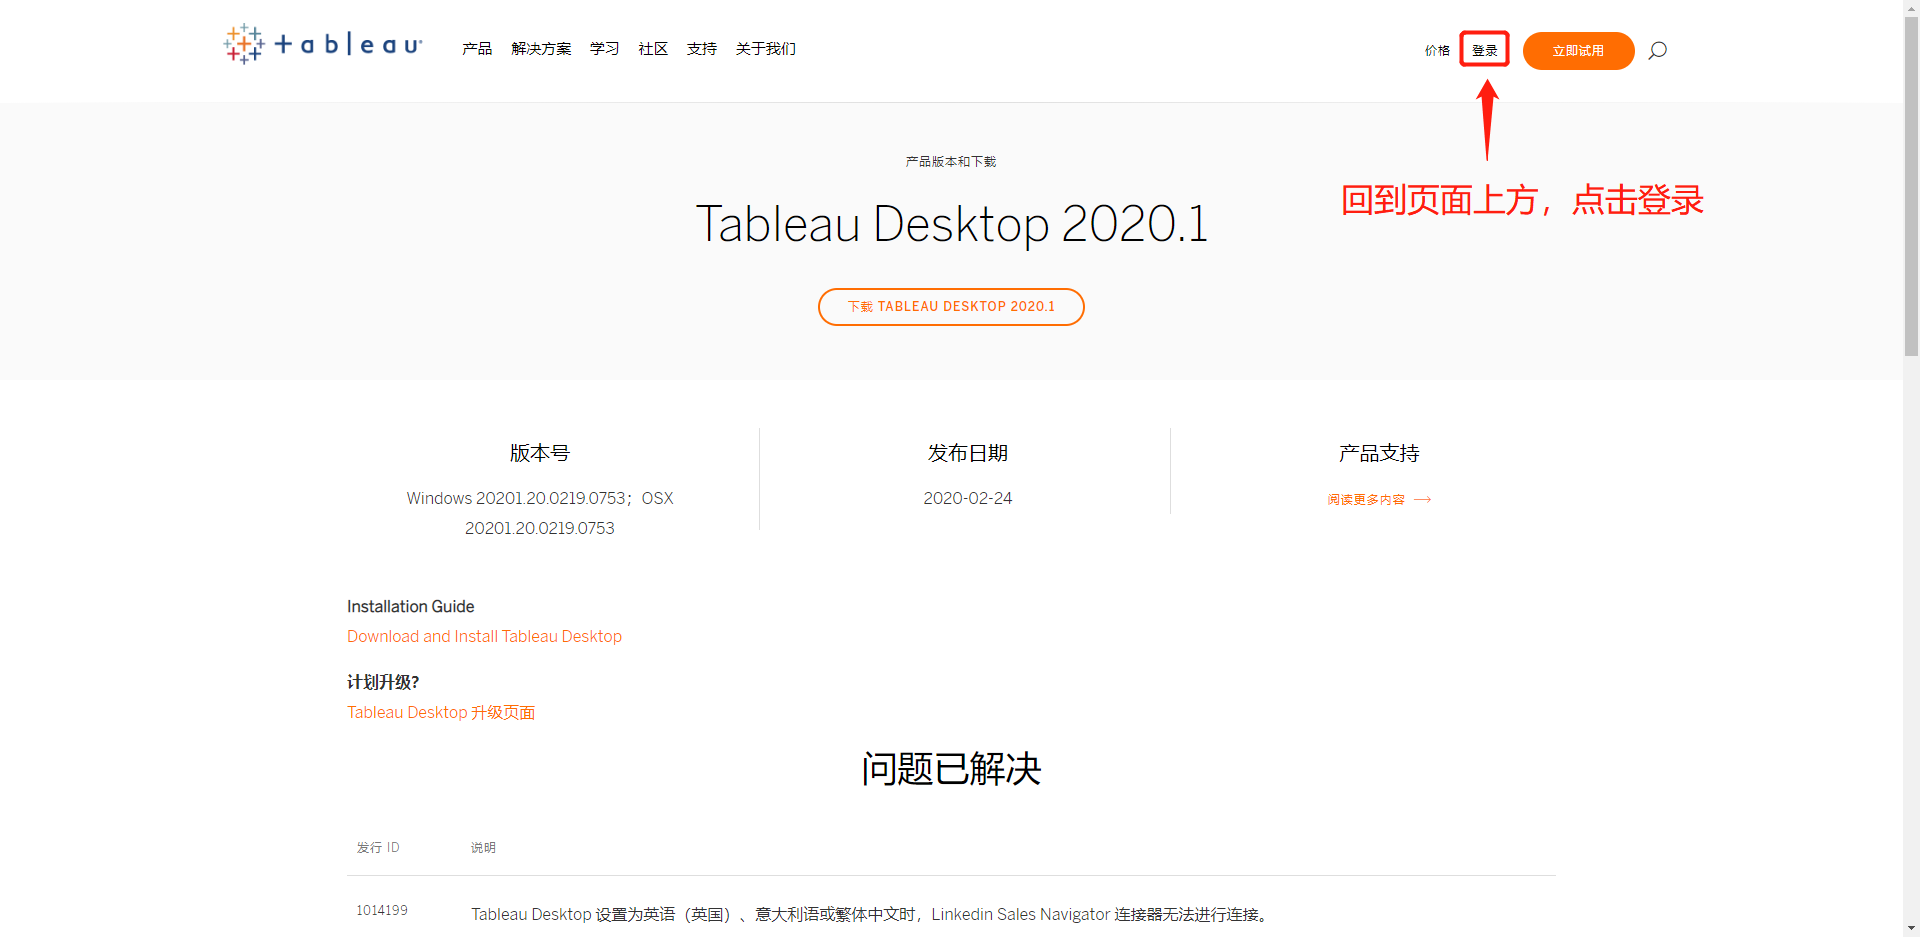 +ableau
产品 解决方案 学习 社区 支持 关于我们
价格 登录 立即试用
回到页面上方，点击登录
产品版本和下载
Tableau Desktop 2020.1
下载 TABLEAU DESKTOP 2020.1
版本号
Windows 20201.20.0219.0753；OSX
20201.20.0219.0753
发布日期
2020-02-24
产品支持
阅读更多内容
Installation Guide
Download and Install Tableau Desktop
计划升级?
Tableau Desktop 升级页面
问题已解决
发行 ID 说明
1014199 Tableau Desktop 设置为英语（英国）、意大利语或繁体中文时，Linkedin Sales Navigator 连接器无法进行连接。